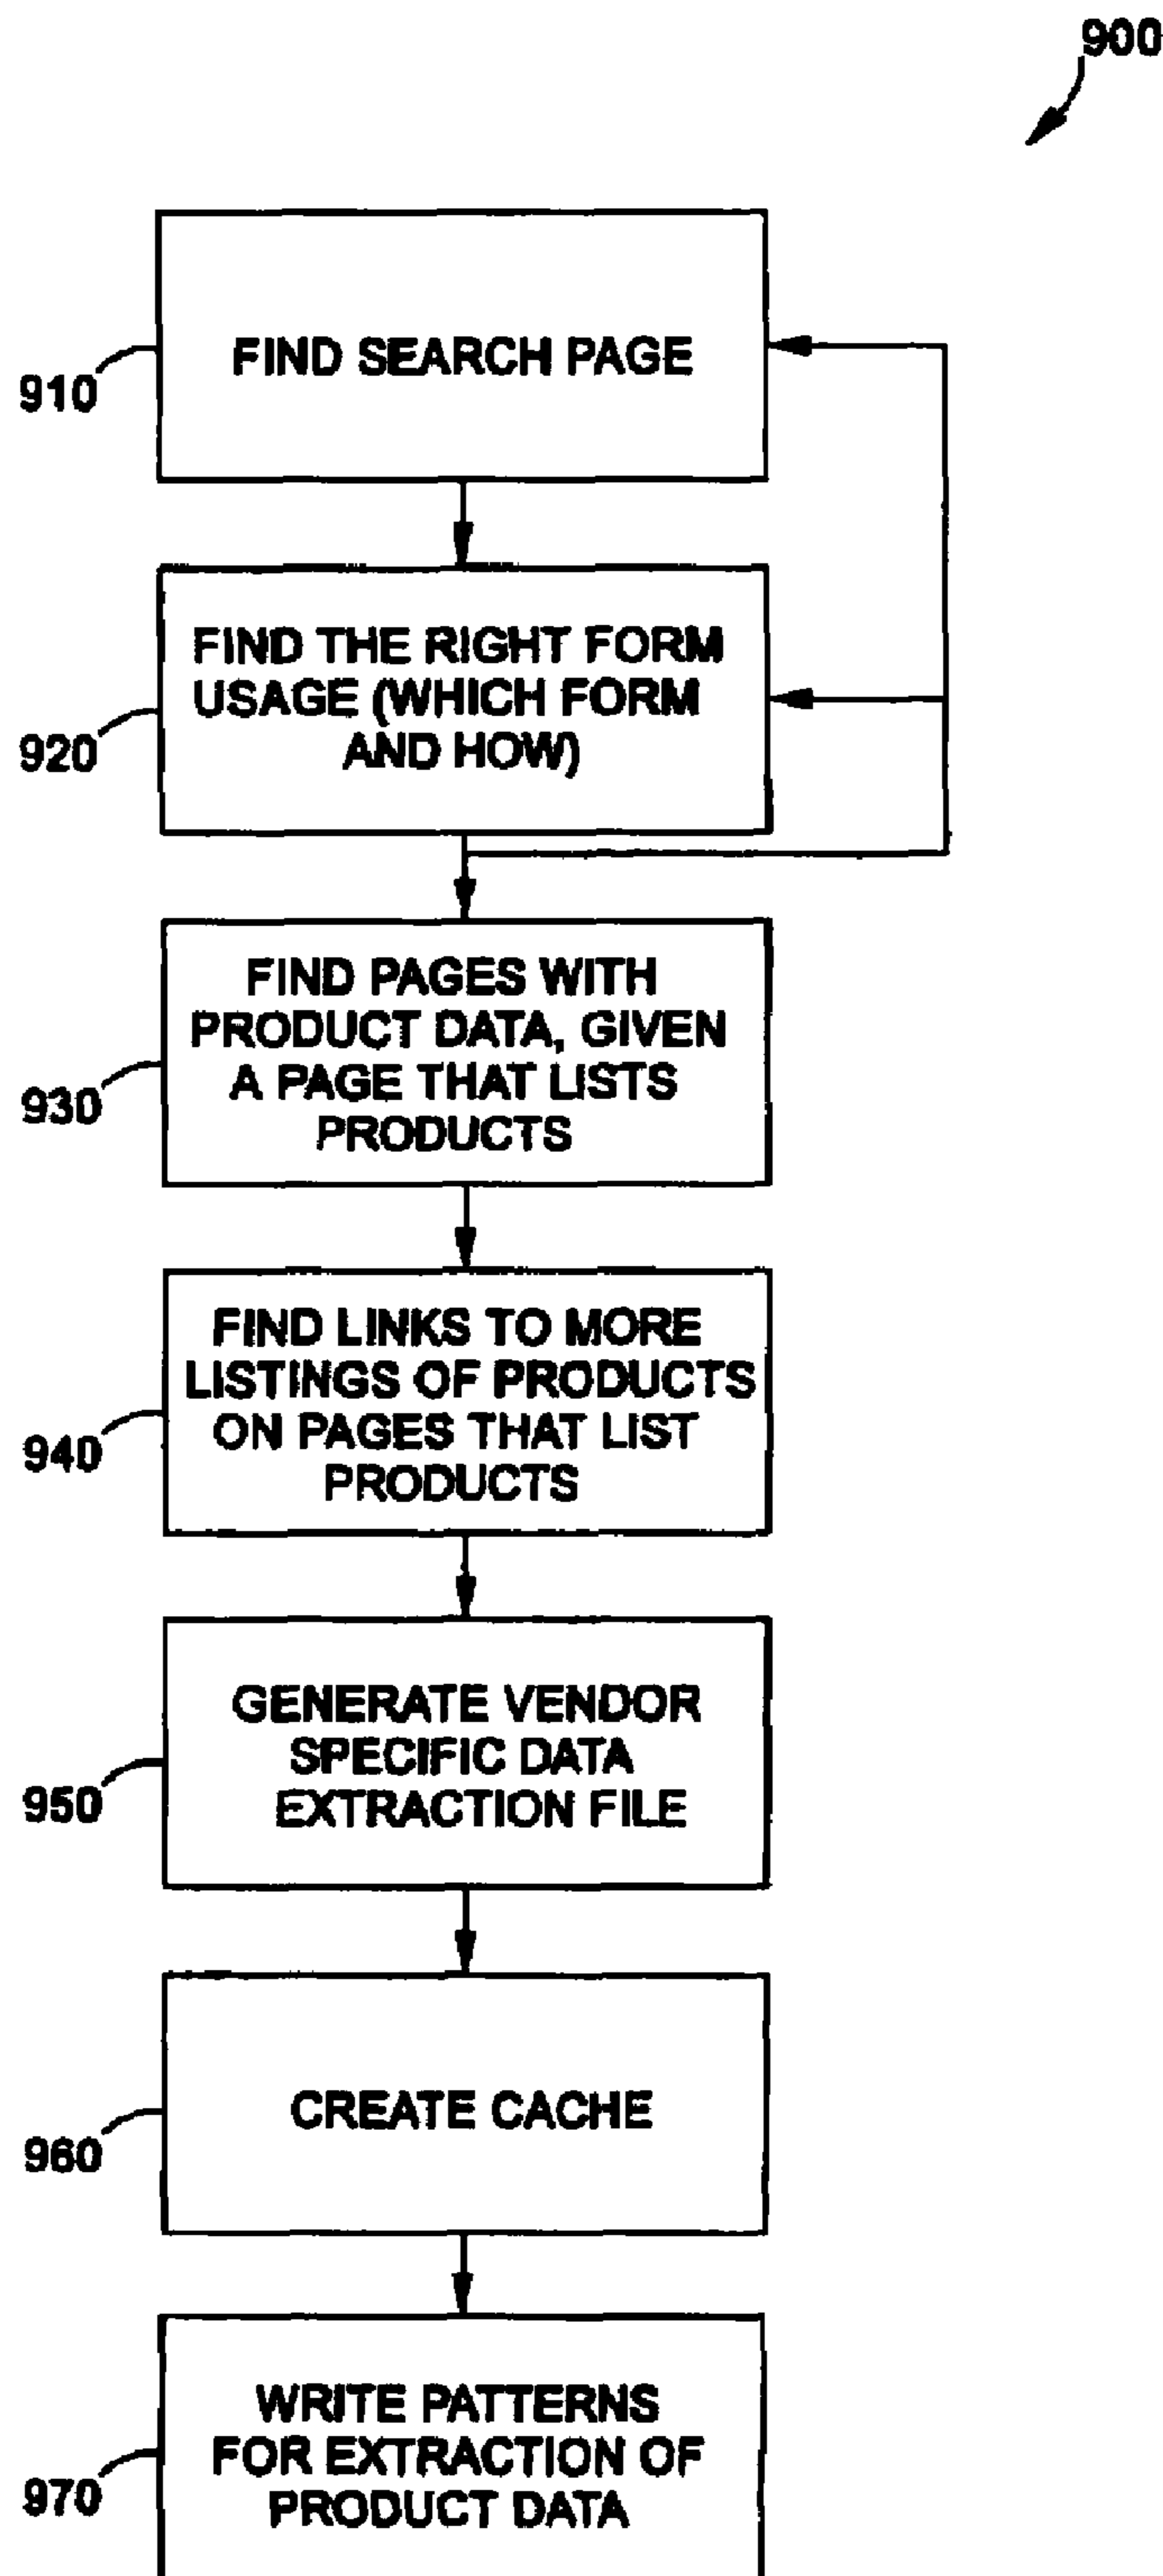 900
FIND SEARCH PAGE
910
FIND THE RIGHT FORM
USAGE (WHICH FORM
AND HOW)
920
FIND PAGES WITH
PRODUCT DATA, GIVEN
A PAGE THAT LISTS
PRODUCTS
930
FIND LINKS TO MORE
LISTINGS OF PRODUCTS
ON PAGES THAT LIST
PRODUCTS
940
GENERATE VENDOR
SPECIFIC DATA
EXTRACTION FILE
950
CREATE CACHE
960
WRITE PATTERNS
FOR EXTRACTION OF
PRODUCT DATA
970